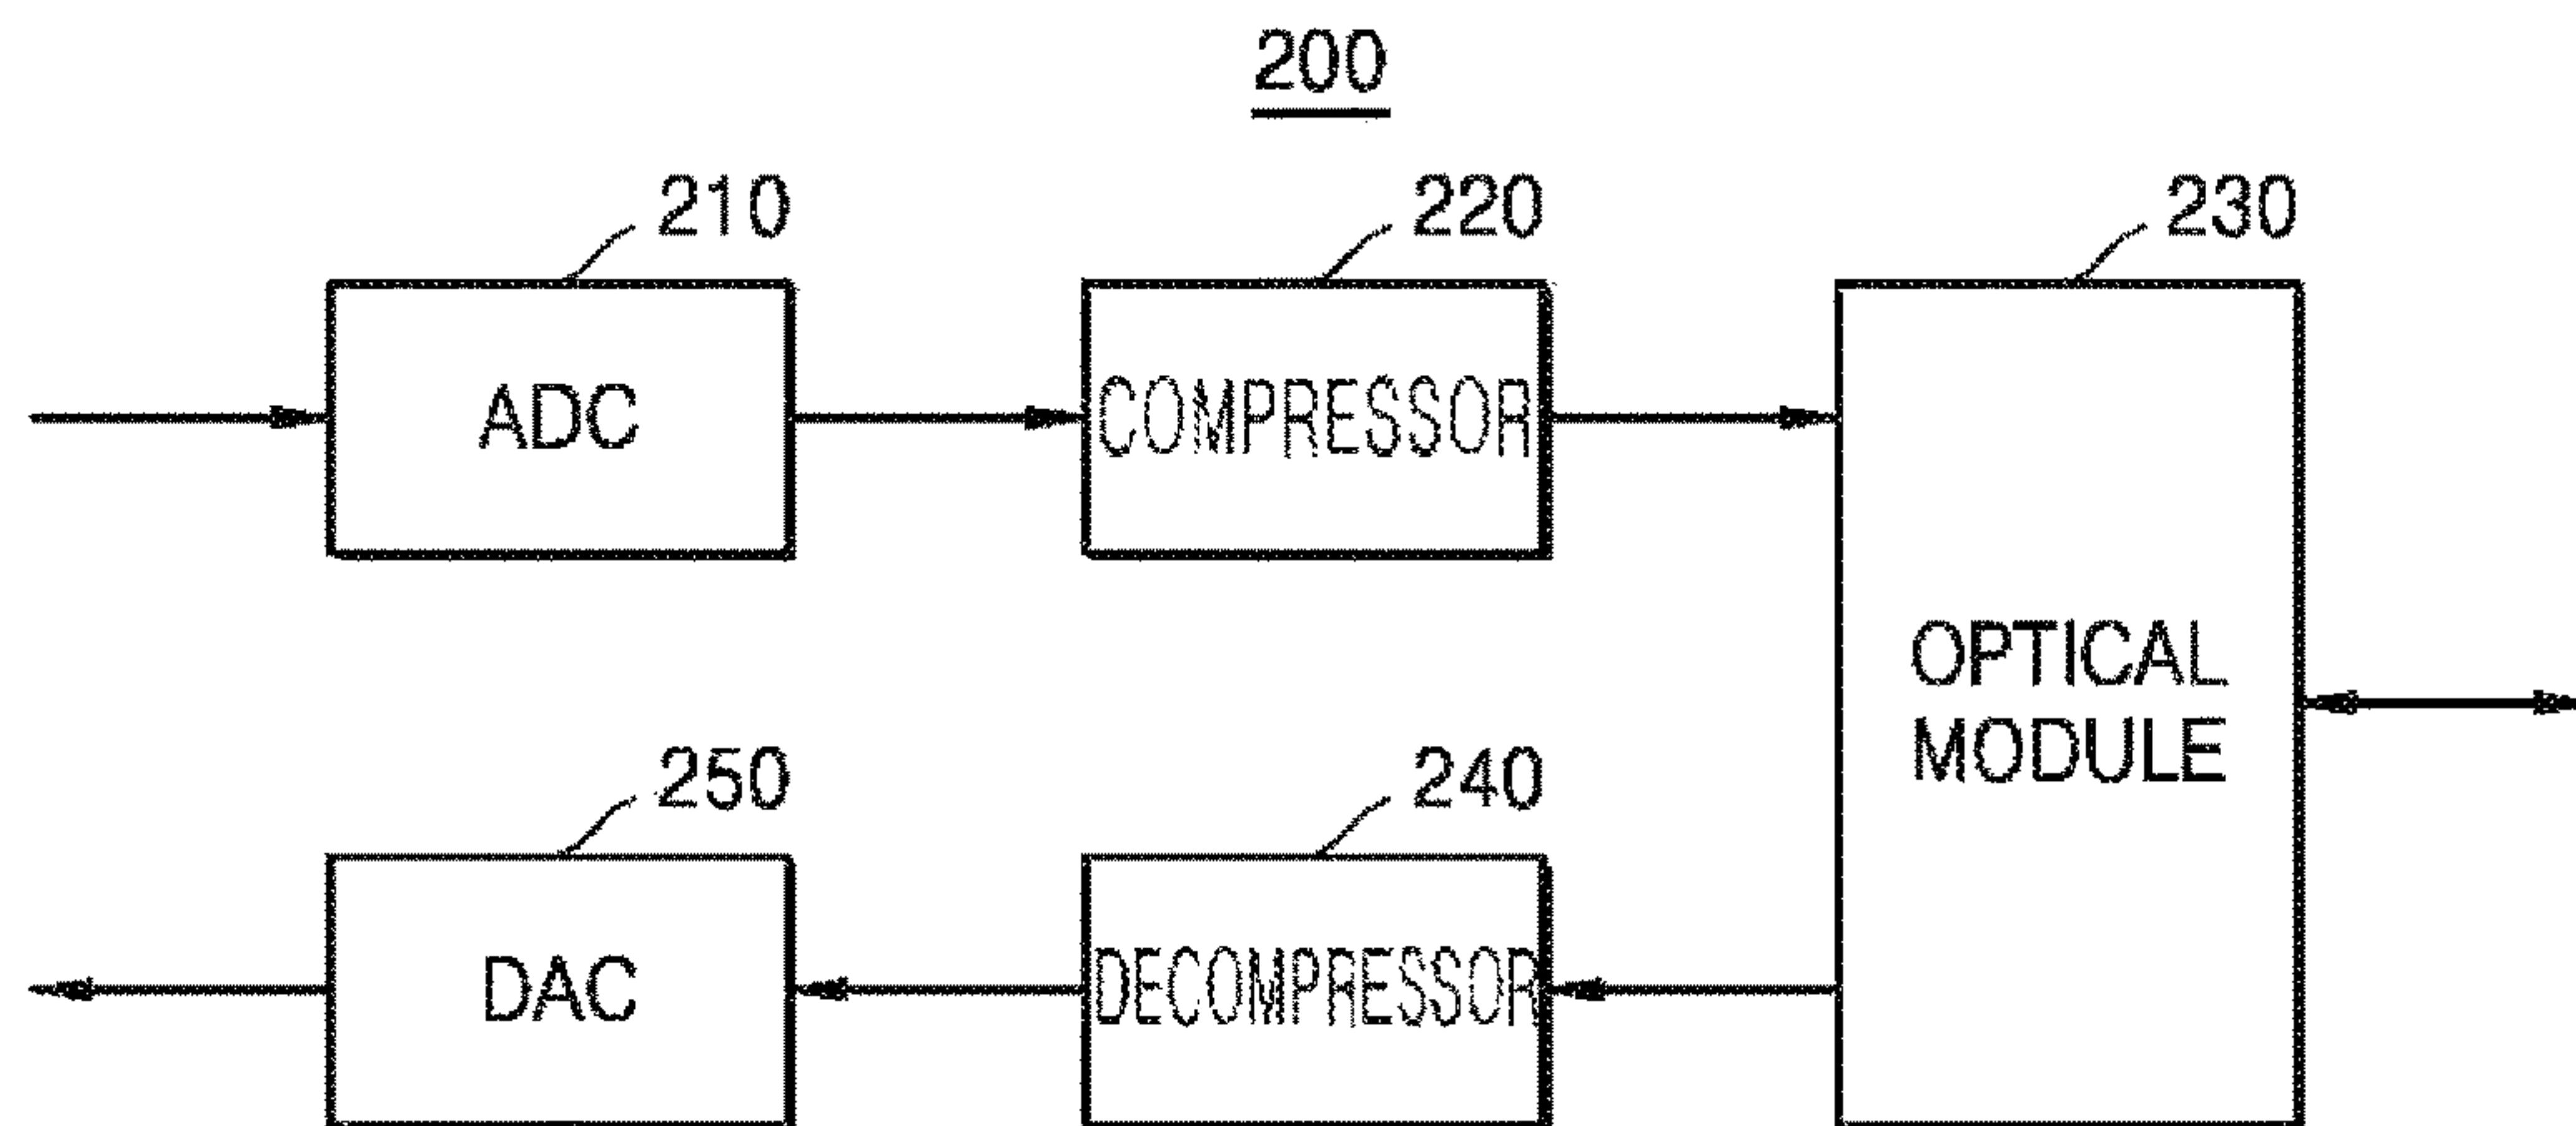 200
210
220
230
ADC
COMPRESSOR
OPTICAL
MODULE
250
240
DAC
DECOMPRESSOR